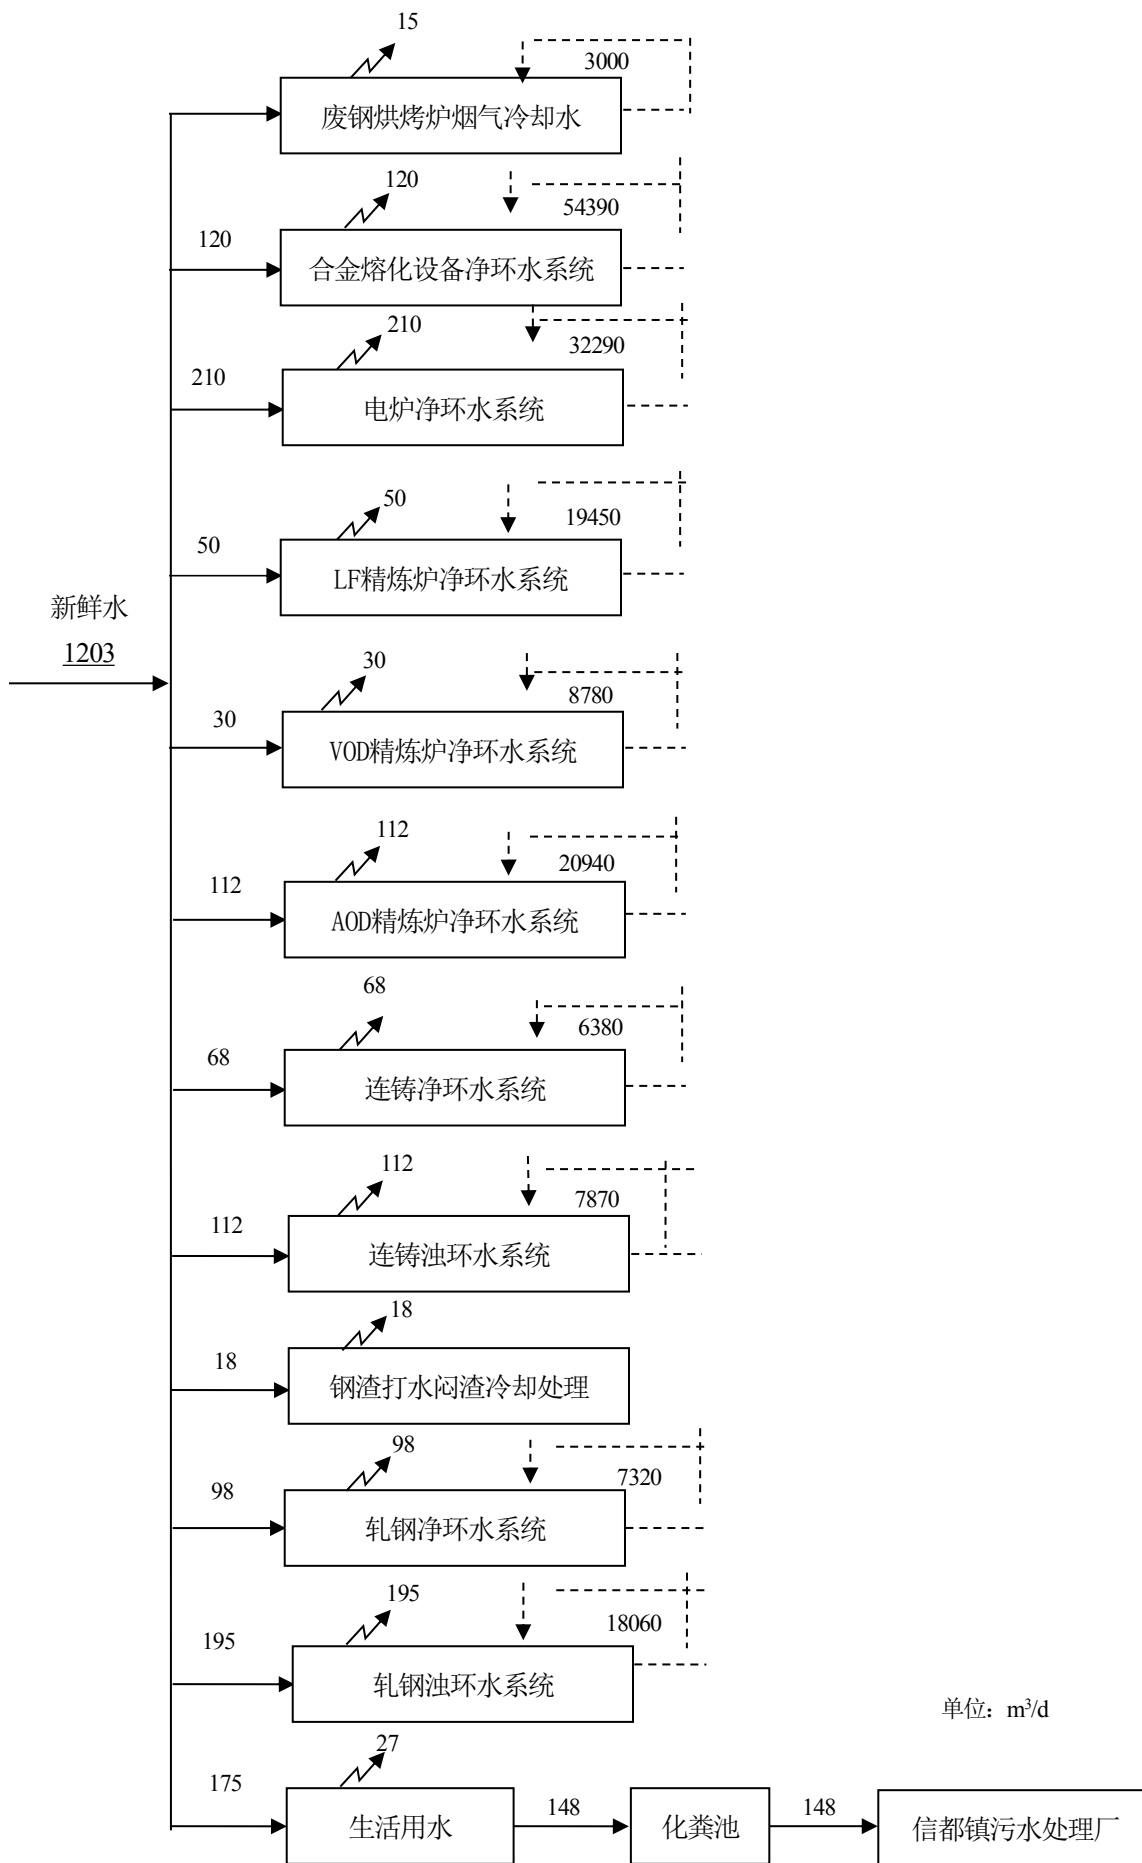 15
3000
废钢烘烤炉烟气冷却水
120
54390
120
合金熔化设备净环水系统
210
32290
210
电炉净环水系统
50
19450
50
LF精炼炉净环水系统
新鲜水
1203
30
8780
30
VOD精炼炉净环水系统
112
20940
112
AOD精炼炉净环水系统
68
6380
68
连铸净环水系统
112
7870
112
连铸浊环水系统
18
18
钢渣打水闷渣冷却处理
98
7320
98
轧钢净环水系统
195
18060
195
轧钢浊环水系统
单位：m³/d
27
175
生活用水
148
化粪池
148
信都镇污水处理厂